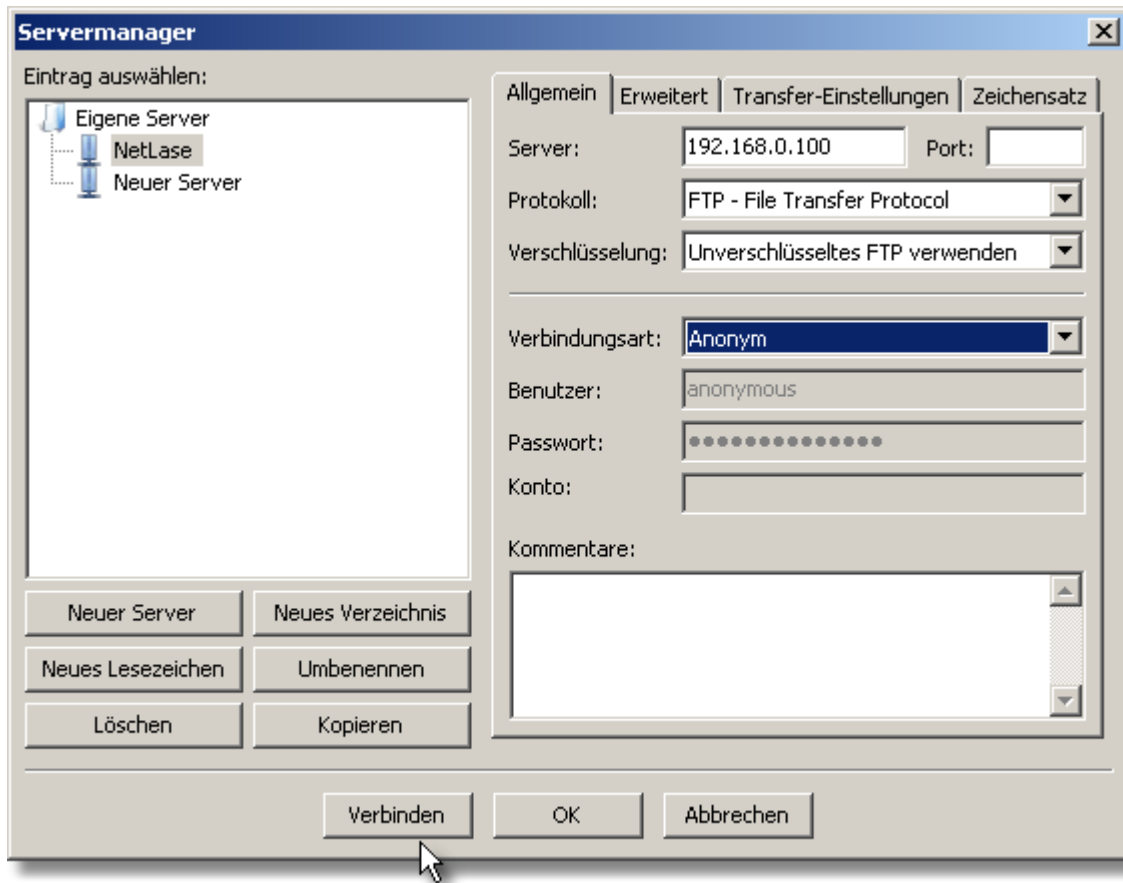 Servermanager
Eintrag auswählen:
Eigene Server
NetLase
Neuer Server
Neuer Server Neues Verzeichnis
Neues Lesezeichen Umbenennen
Löschen Kopieren
Allgemein Erweitert Transfer-Einstellungen Zeichensatz
Server: 192.168.0.100 Port:
Protokoll: FTP - File Transfer Protocol
Verschlüsselung: Unverschlüsseltes FTP verwenden
Verbindungsart: Anonym
Benutzer: anonymous
Passwort: ●●●●●●●●●●●●●●
Konto:
Kommentare:
Verbinden OK Abbrechen